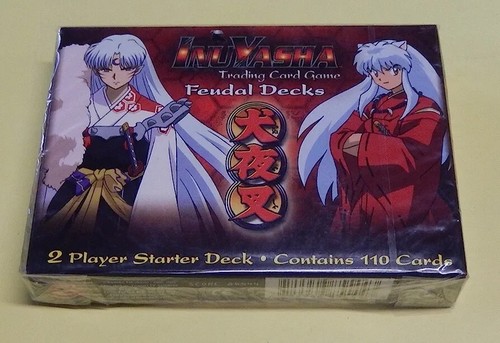 INUYASHA
Trading Card Game
Feudal Decks
犬夜叉
2 Player Starter Deck • Contains 110 Cards